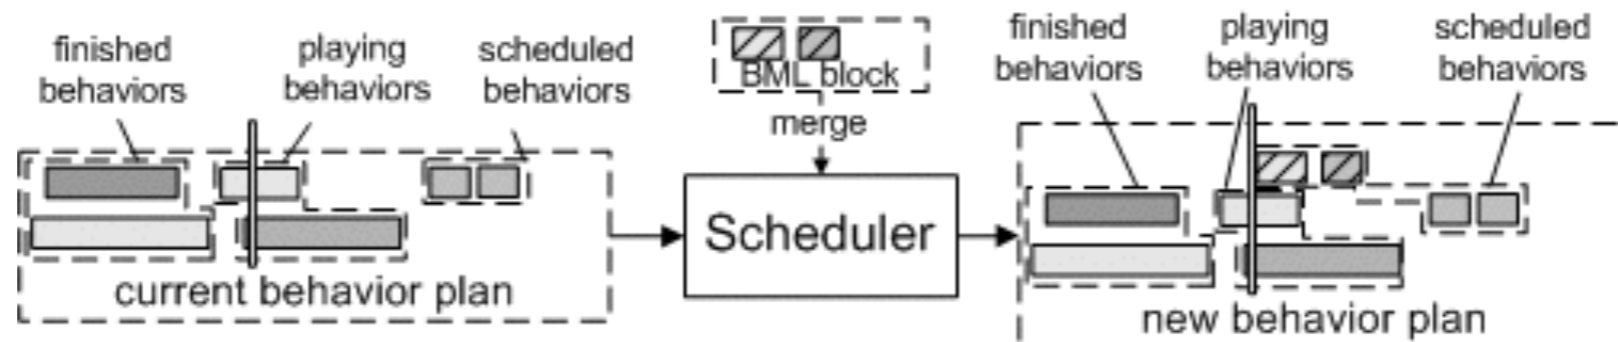 finished
behaviors
playing
behaviors
scheduled
behaviors
current behavior plan
BML block
merge
Scheduler
finished
behaviors
playing
behaviors
scheduled
behaviors
new behavior plan